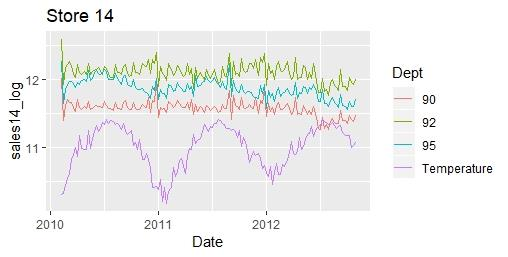 Store 14
sales14_log
12
11
2010
2011
2012
Date
Dept
90
92
95
Temperature